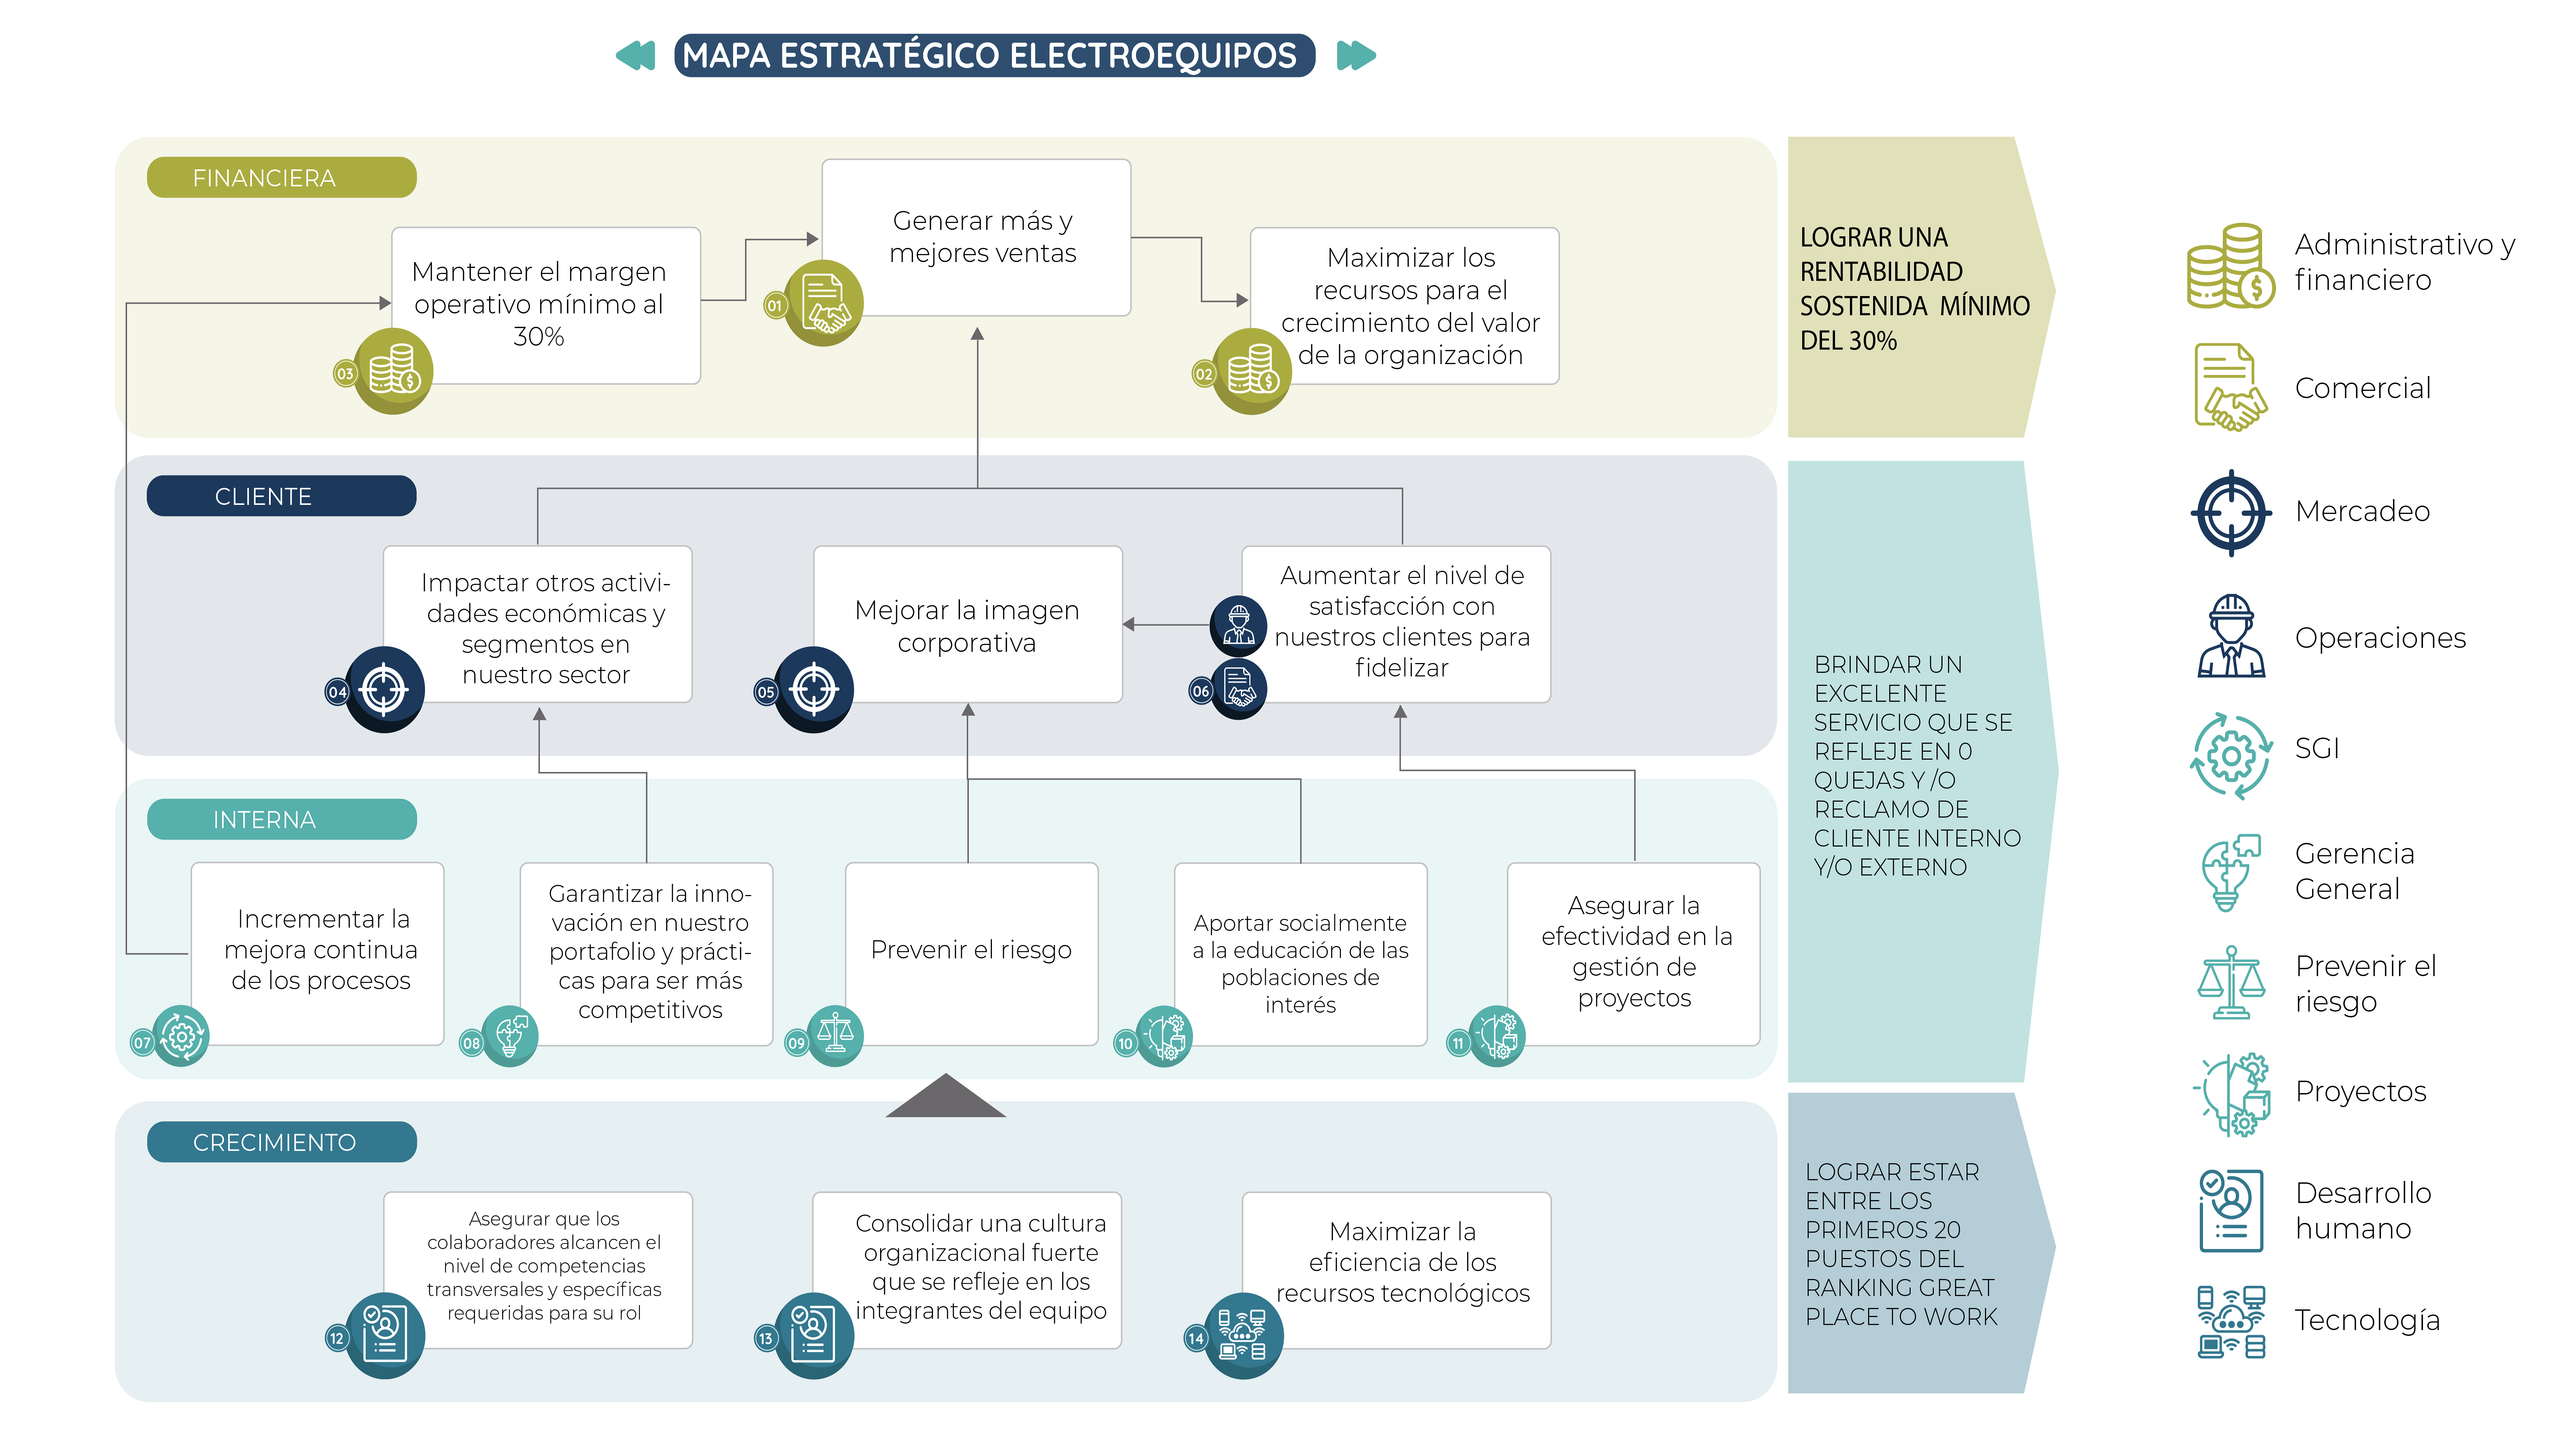 MAPA ESTRATÉGICO ELECTROEQUIPOS
FINANCIERA
Mantener el margen
operativo mínimo al
30%
03
Generar más y
mejores ventas
01
Maximizar los
recursos para el
crecimiento del valor
de la organización
02
LOGRAR UNA
RENTABILIDAD
SOSTENIDA MÍNIMO
DEL 30%
CLIENTE
Impactar otros activi-
dades económicas y
segmentos en
nuestro sector
04
Mejorar la imagen
corporativa
05
Aumentar el nivel de
satisfacción con
nuestros clientes para
fidelizar
06
BRINDAR UN
EXCELENTE
SERVICIO QUE SE
REFLEJE EN 0
QUEJAS Y /O
RECLAMO DE
CLIENTE INTERNO
Y/O EXTERNO
INTERNA
Incrementar la
mejora continua
de los procesos
07
Garantizar la inno-
vación en nuestro
portafolio y prácti-
cas para ser más
competitivos
08
Prevenir el riesgo
09
Aportar socialmente
a la educación de las
poblaciones de
interés
10
Asegurar la
efectividad en la
gestión de
proyectos
11
CRECIMIENTO
Asegurar que los
colaboradores alcancen el
nivel de competencias
transversales y específicas
requeridas para su rol
12
Consolidar una cultura
organizacional fuerte
que se refleje en los
integrantes del equipo
13
Maximizar la
eficiencia de los
recursos tecnológicos
14
LOGRAR ESTAR
ENTRE LOS
PRIMEROS 20
PUESTOS DEL
RANKING GREAT
PLACE TO WORK
Administrativo y
financiero
Comercial
Mercadeo
Operaciones
SGI
Gerencia
General
Prevenir el
riesgo
Proyectos
Desarrollo
humano
Tecnología